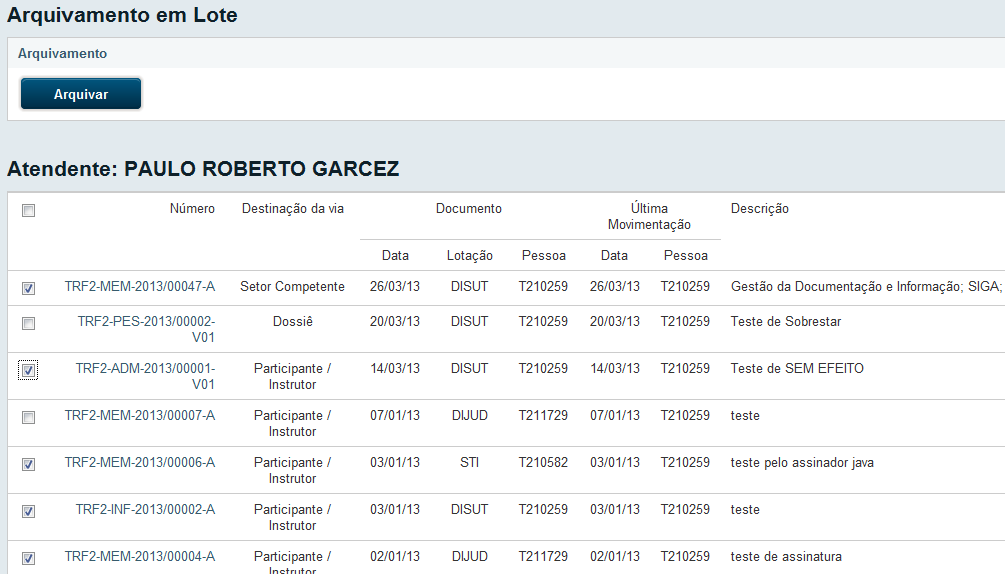 Arquivamento em Lote
Arquivamento
Arquivar
Atendente: PAULO ROBERTO GARCEZ
Número Destinação da via Documento Última Movimentação Descrição
Data Lotação Pessoa Data Pessoa
TRF2-MEM-2013/00047-A Setor Competente 26/03/13 DISUT T210259 26/03/13 T210259 Gestão da Documentação e Informação; SIGA;
TRF2-PES-2013/00002-V01 Dossiê 20/03/13 DISUT T210259 20/03/13 T210259 Teste de Sobrestar
TRF2-ADM-2013/00001-V01 Participante / Instrutor 14/03/13 DISUT T210259 14/03/13 T210259 Teste de SEM EFEITO
TRF2-MEM-2013/00007-A Participante / Instrutor 07/01/13 DIJUD T211729 07/01/13 T210259 teste
TRF2-MEM-2013/00006-A Participante / Instrutor 03/01/13 STI T210582 03/01/13 T210259 teste pelo assinador java
TRF2-INF-2013/00002-A Participante / Instrutor 03/01/13 DISUT T210259 03/01/13 T210259 teste
TRF2-MEM-2013/00004-A Participante / Instrutor 02/01/13 DIJUD T211729 02/01/13 T210259 teste de assinatura